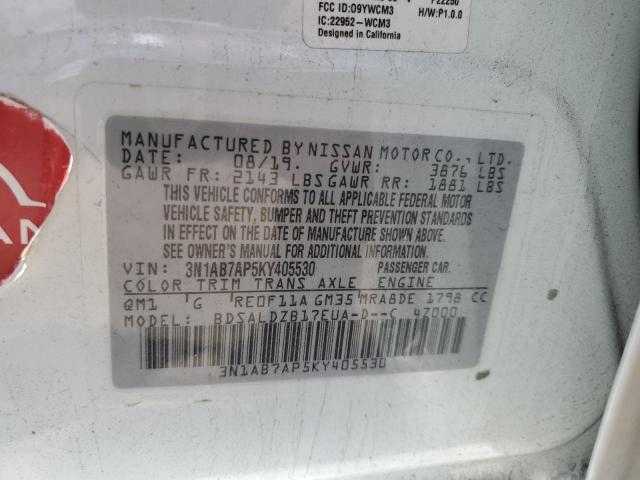 P22250
FCC ID:O9YWCM3 H/W:P1.0.0
IC:22952-WCM3
Designed in California
MANUFACTURED BY NISSAN MOTOR CO., LTD.
DATE: 08/19. GVWR: 3876 LBS
GAWR FR: 2143 LBS GAWR RR: 1881 LBS
THIS VEHICLE CONFORMS TO ALL APPLICABLE FEDERAL MOTOR
VEHICLE SAFETY, BUMPER AND THEFT PREVENTION STANDARDS
IN EFFECT ON THE DATE OF MANUFACTURE SHOWN ABOVE.
SEE OWNER'S MANUAL FOR ADDITIONAL INFORMATION.
VIN: 3N1AB7AP5KY405530 PASSENGER CAR.
COLOR TRIM TRANS AXLE ENGINE
QM1 G RE0F11A GM35 MRA8DE 1798 CC
MODEL: BDSALDZB17EUA-D--C 4Z000
3N1AB7AP5KY405530
AN